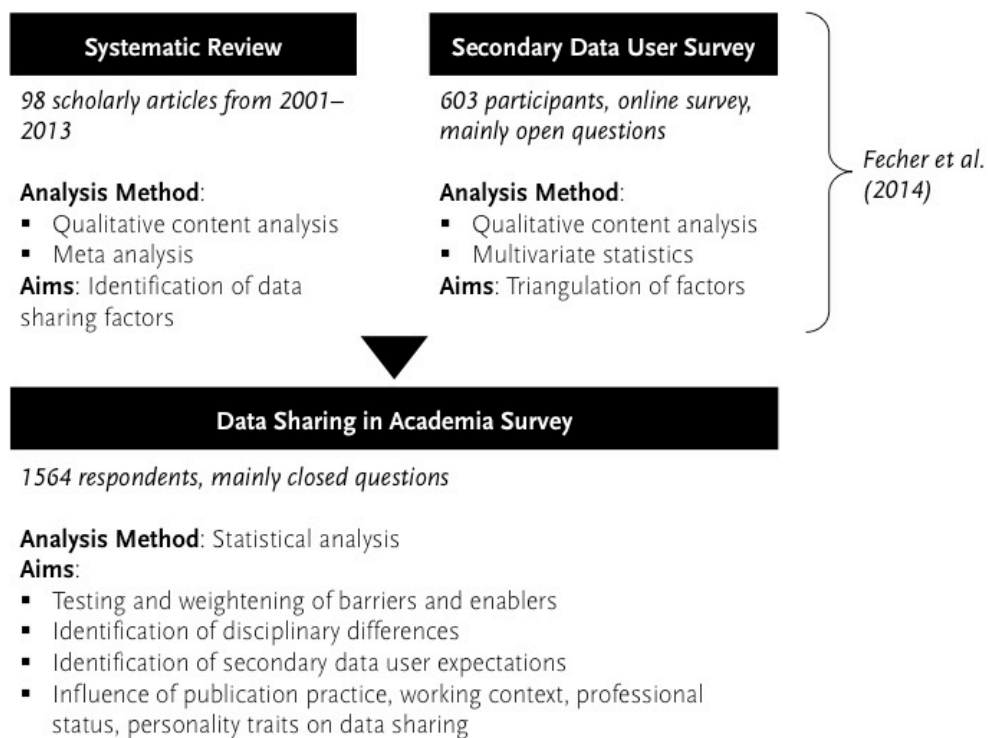 Systematic Review
98 scholarly articles from 2001–
2013
Analysis Method:
▪ Qualitative content analysis
▪ Meta analysis
Aims: Identification of data
sharing factors
Secondary Data User Survey
603 participants, online survey,
mainly open questions
Analysis Method:
▪ Qualitative content analysis
▪ Multivariate statistics
Aims: Triangulation of factors
Fecher et al.
(2014)
Data Sharing in Academia Survey
1564 respondents, mainly closed questions
Analysis Method: Statistical analysis
Aims:
▪ Testing and weightening of barriers and enablers
▪ Identification of disciplinary differences
▪ Identification of secondary data user expectations
▪ Influence of publication practice, working context, professional
status, personality traits on data sharing